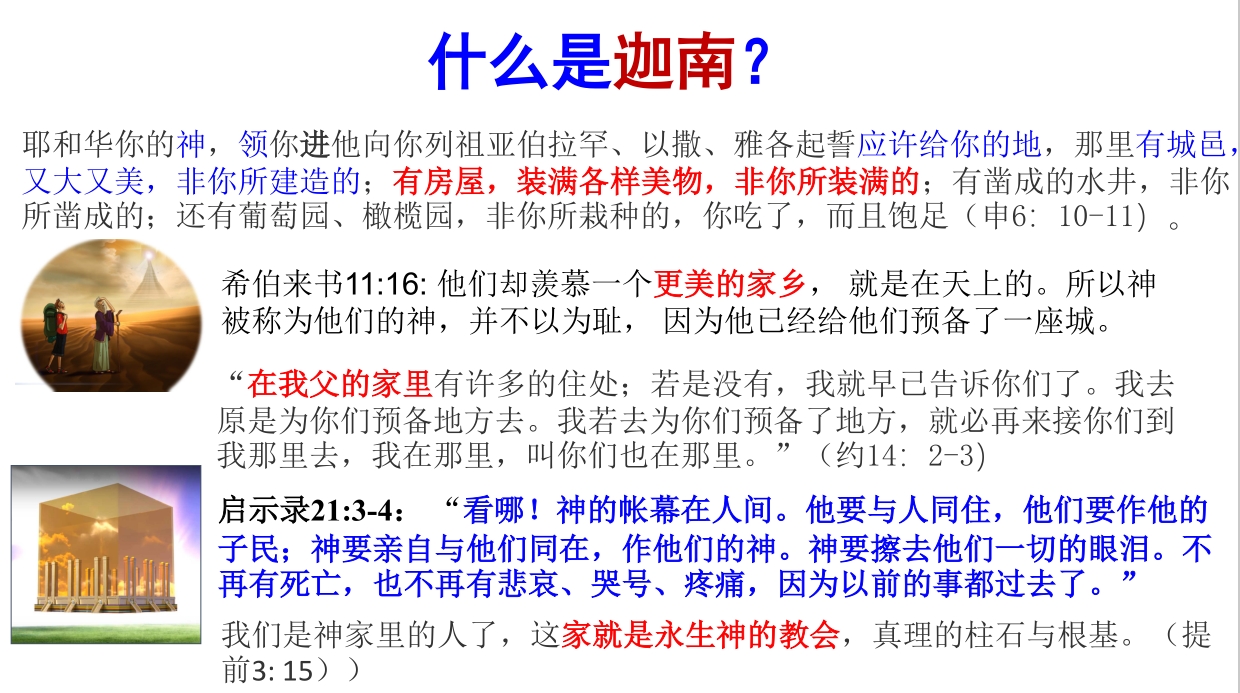 什么是迦南？
耶和华你的神，领你进他向你列祖亚伯拉罕、以撒、雅各起誓应许给你的地，那里有城邑，
又大又美，非你所建造的；有房屋，装满各样美物，非你所装满的；有凿成的水井，非你
所凿成的；还有葡萄园、橄榄园，非你所栽种的，你吃了，而且饱足（申6：10-11）。
希伯来书11:16: 他们却羡慕一个更美的家乡， 就是在天上的。所以神
被称为他们的神，并不以为耻， 因为他已经给他们预备了一座城。
“在我父的家里有许多的住处；若是没有，我就早已告诉你们了。我去
原是为你们预备地方去。我若去为你们预备了地方，就必再来接你们到
我那里去，我在那里，叫你们也在那里。”（约14：2-3）
启示录21:3-4： “看哪！神的帐幕在人间。他要与人同住，他们要作他的
子民；神要亲自与他们同在，作他们的神。神要擦去他们一切的眼泪。不
再有死亡，也不再有悲哀、哭号、疼痛，因为以前的事都过去了。”
我们是神家里的人了，这家就是永生神的教会，真理的柱石与根基。（提
前3: 15））